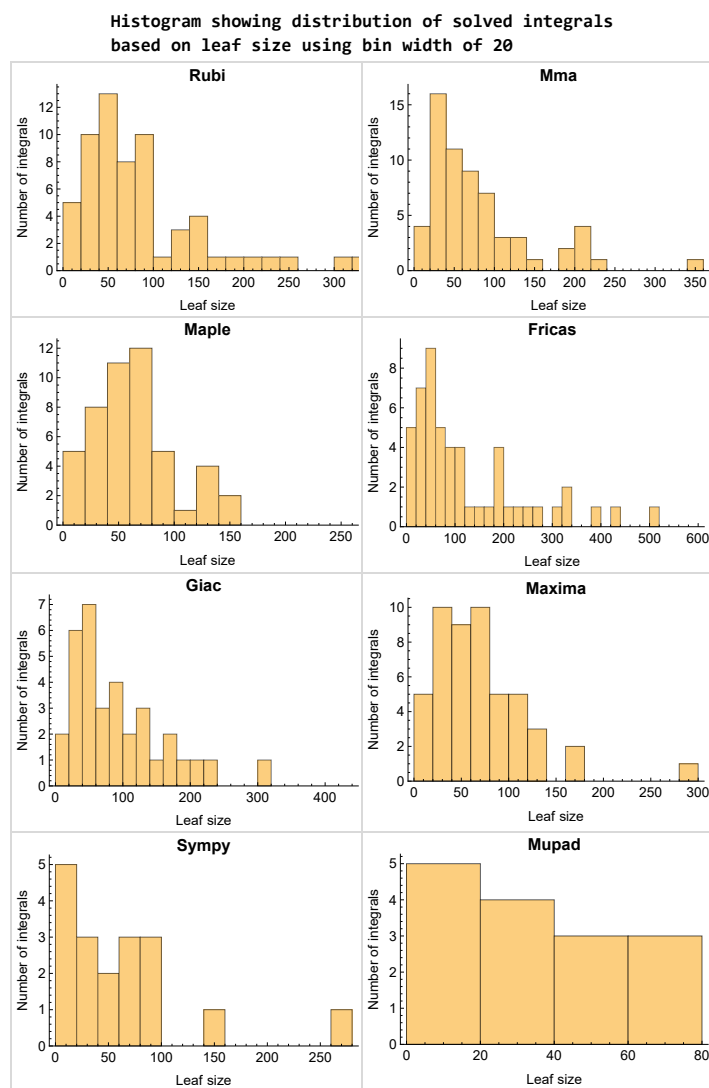 Histogram showing distribution of solved integrals
based on leaf size using bin width of 20
Rubi
Number of integrals
12
10
8
6
4
2
0
0 50 100 150 200 250 300
Leaf size
Mma
Number of integrals
15
10
5
0
0 50 100 150 200 250 300 350
Leaf size
Maple
Number of integrals
12
10
8
6
4
2
0
0 50 100 150 200 250
Leaf size
Fricas
Number of integrals
8
6
4
2
0
0 100 200 300 400 500 600
Leaf size
Giac
Number of integrals
7
6
5
4
3
2
1
0
0 100 200 300 400
Leaf size
Maxima
Number of integrals
10
8
6
4
2
0
0 50 100 150 200 250 300
Leaf size
Sympy
Number of integrals
5
4
3
2
1
0
0 50 100 150 200 250
Leaf size
Mupad
Number of integrals
5
4
3
2
1
0
0 20 40 60 80
Leaf size